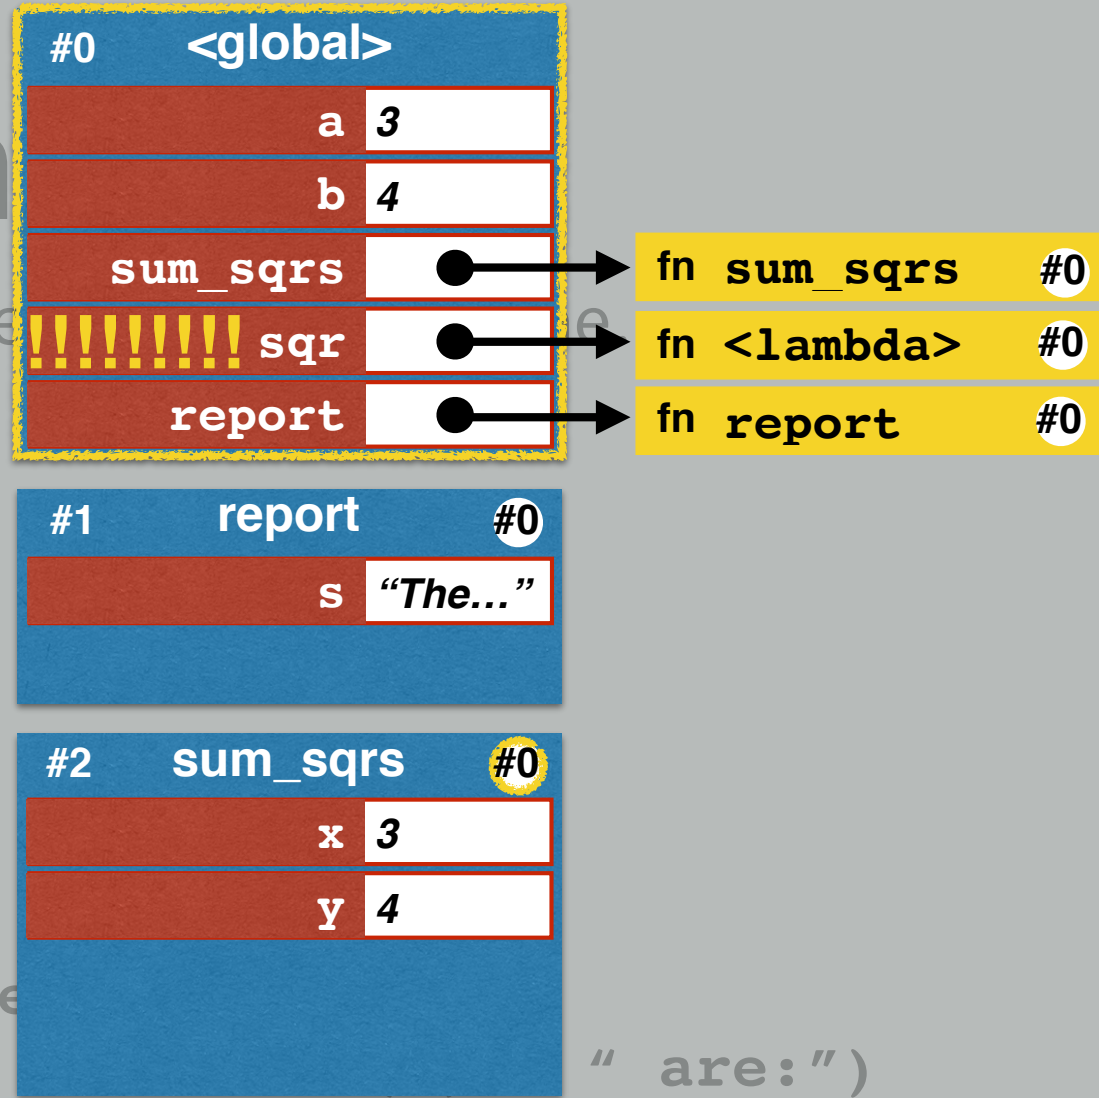 #0 <global>
a 3
b 4
sum_sqrs fn sum_sqrs #0
!!!!!!!!! sqr fn <lambda> #0
report fn report #0
#1 report #0
s “The…”
#2 sum_sqrs #0
x 3
y 4
“ are:”)